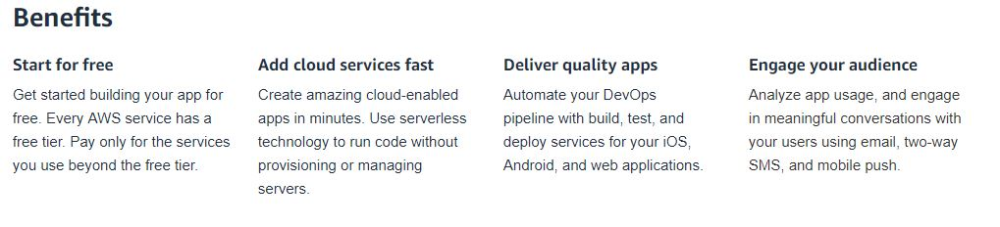 Benefits
Start for free
Get started building your app for
free. Every AWS service has a
free tier. Pay only for the services
you use beyond the free tier.
Add cloud services fast
Create amazing cloud-enabled
apps in minutes. Use serverless
technology to run code without
provisioning or managing
servers.
Deliver quality apps
Automate your DevOps
pipeline with build, test, and
deploy services for your iOS,
Android, and web applications.
Engage your audience
Analyze app usage, and engage
in meaningful conversations with
your users using email, two-way
SMS, and mobile push.